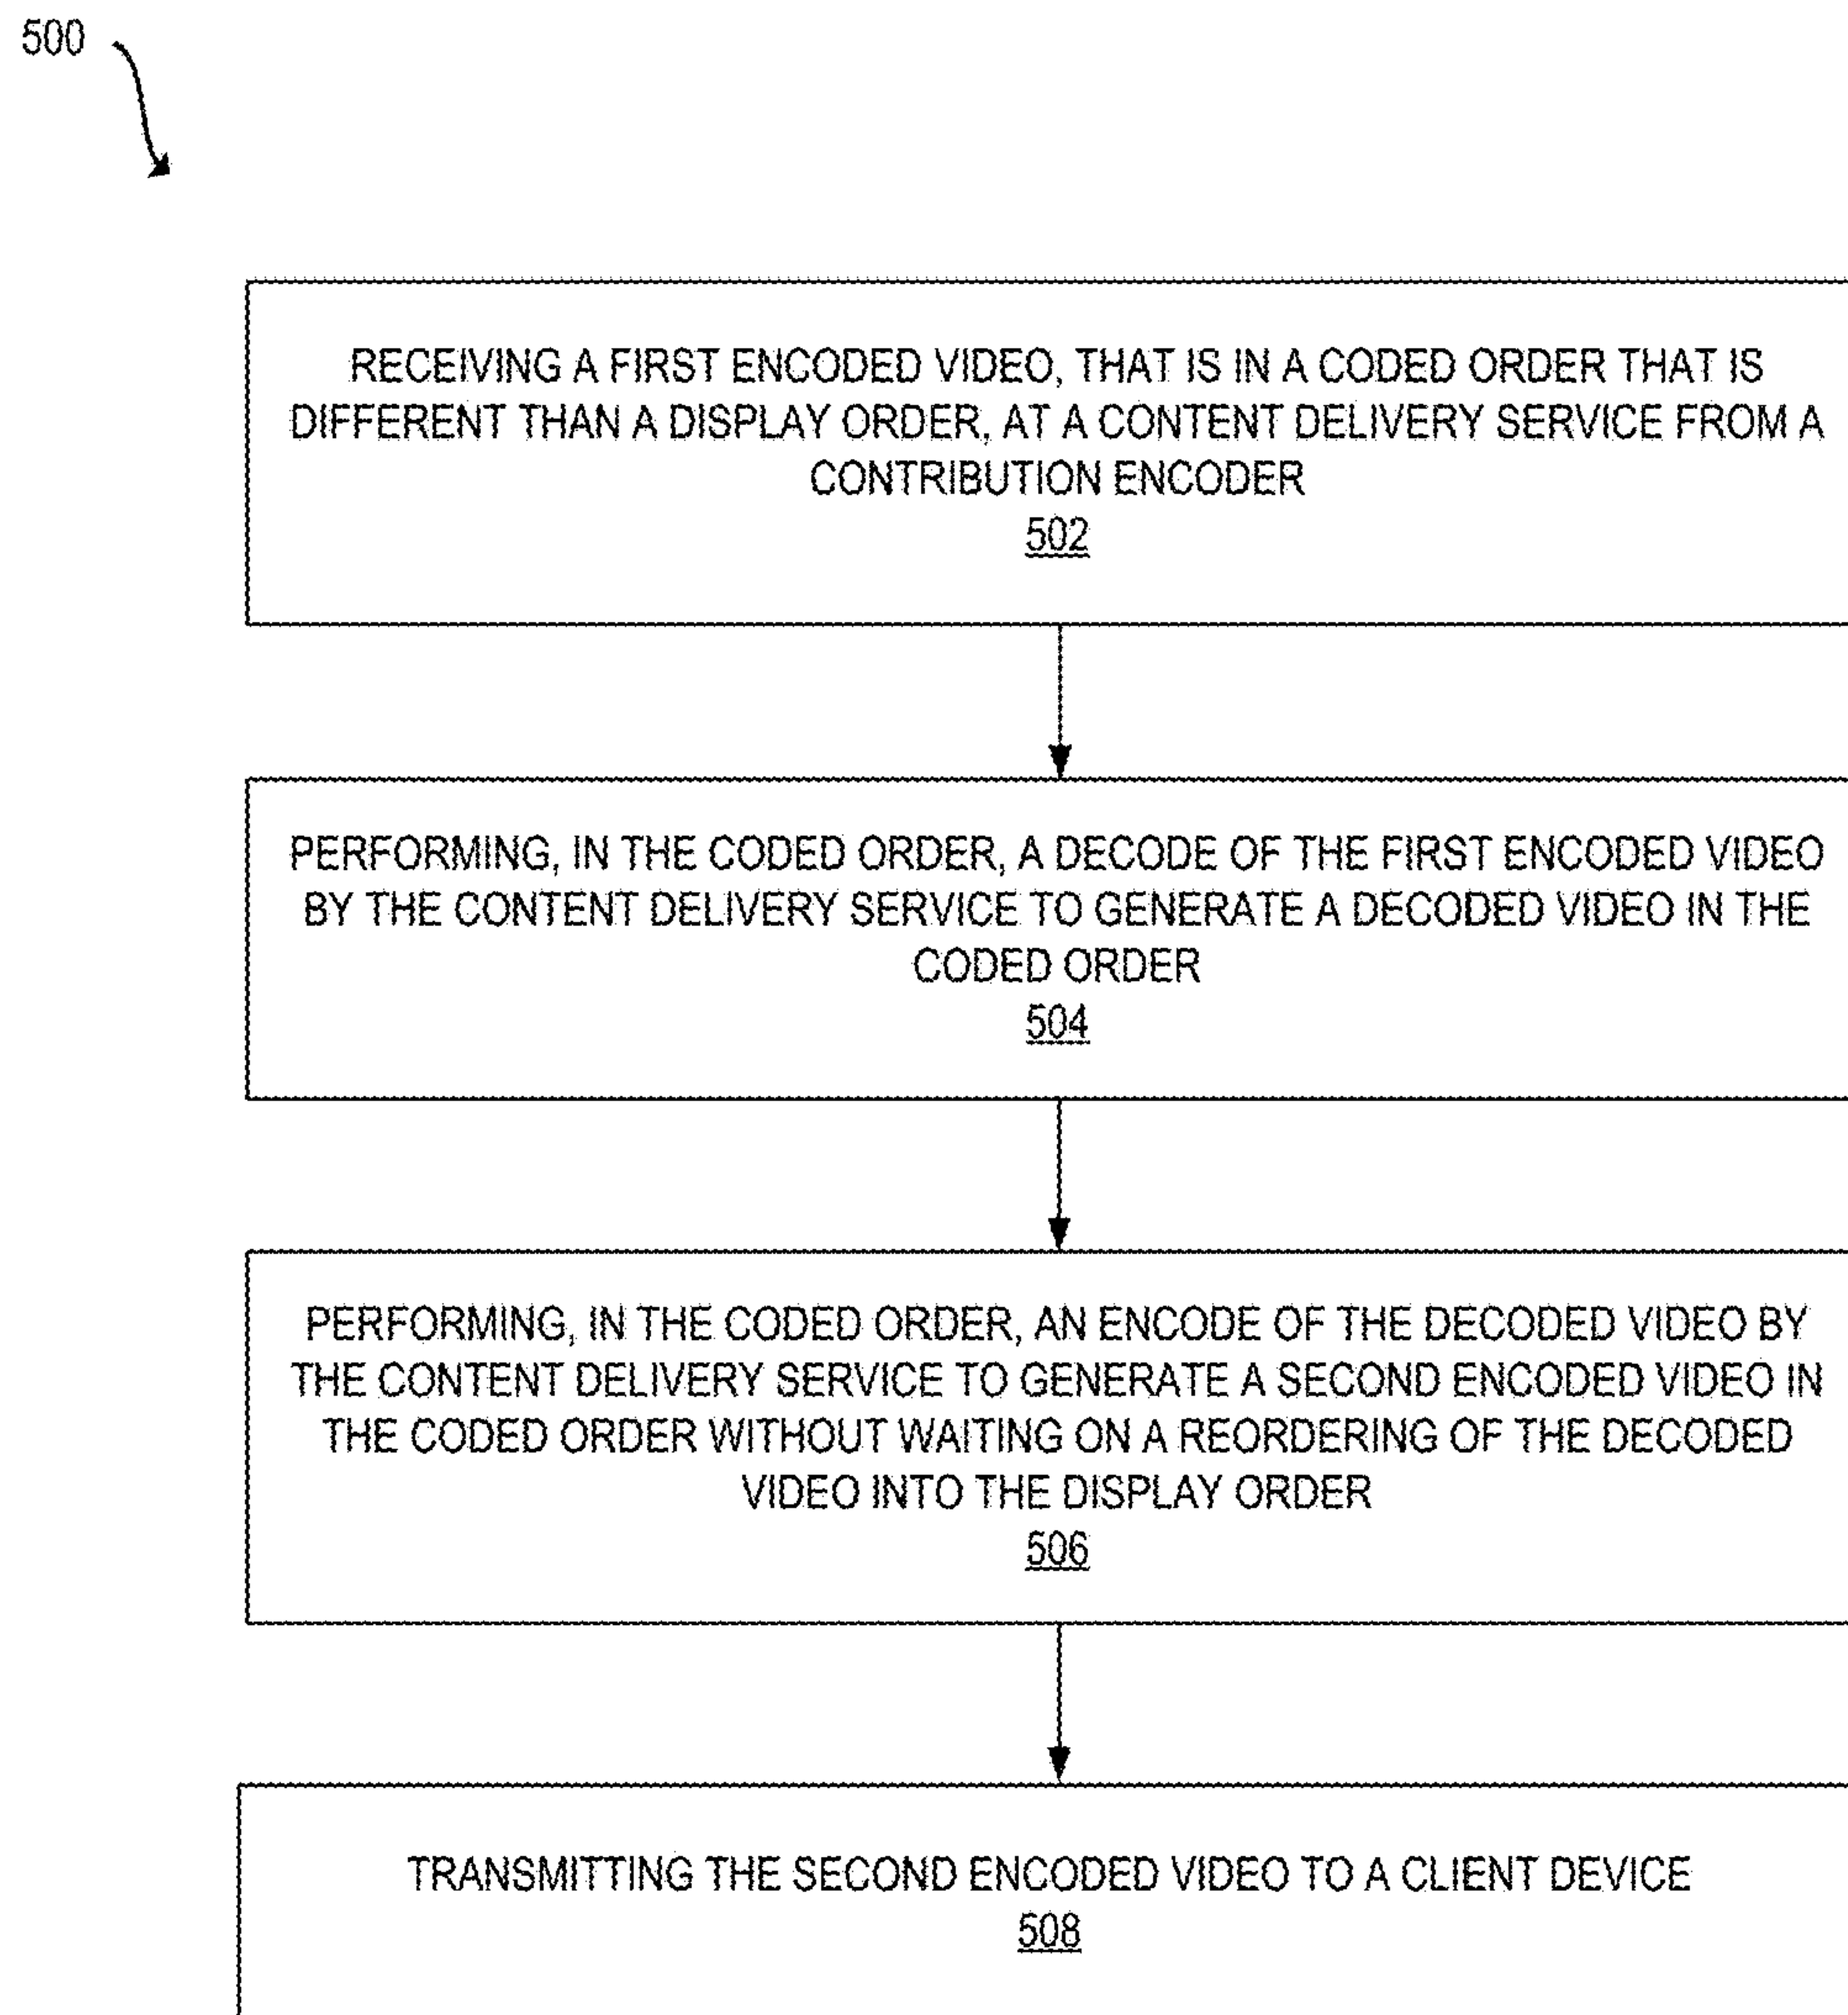 500
RECEIVING A FIRST ENCODED VIDEO, THAT IS IN A CODED ORDER THAT IS
DIFFERENT THAN A DISPLAY ORDER, AT A CONTENT DELIVERY SERVICE FROM A
CONTRIBUTION ENCODER
502
PERFORMING, IN THE CODED ORDER, A DECODE OF THE FIRST ENCODED VIDEO
BY THE CONTENT DELIVERY SERVICE TO GENERATE A DECODED VIDEO IN THE
CODED ORDER
504
PERFORMING, IN THE CODED ORDER, AN ENCODE OF THE DECODED VIDEO BY
THE CONTENT DELIVERY SERVICE TO GENERATE A SECOND ENCODED VIDEO IN
THE CODED ORDER WITHOUT WAITING ON A REORDERING OF THE DECODED
VIDEO INTO THE DISPLAY ORDER
506
TRANSMITTING THE SECOND ENCODED VIDEO TO A CLIENT DEVICE
508